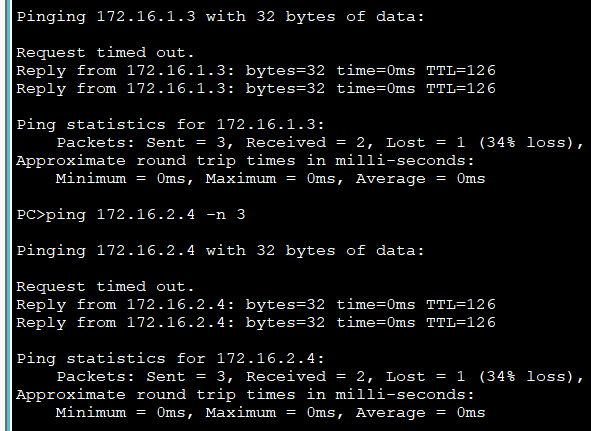 Pinging 172.16.1.3 with 32 bytes of data:
Request timed out.
Reply from 172.16.1.3: bytes=32 time=0ms TTL=126
Reply from 172.16.1.3: bytes=32 time=0ms TTL=126
Ping statistics for 172.16.1.3:
Packets: Sent = 3, Received = 2, Lost = 1 (34% loss),
Approximate round trip times in milli-seconds:
Minimum = 0ms, Maximum = 0ms, Average = 0ms
PC>ping 172.16.2.4 -n 3
Pinging 172.16.2.4 with 32 bytes of data:
Request timed out.
Reply from 172.16.2.4: bytes=32 time=0ms TTL=126
Reply from 172.16.2.4: bytes=32 time=0ms TTL=126
Ping statistics for 172.16.2.4:
Packets: Sent = 3, Received = 2, Lost = 1 (34% loss),
Approximate round trip times in milli-seconds:
Minimum = 0ms, Maximum = 0ms, Average = 0ms